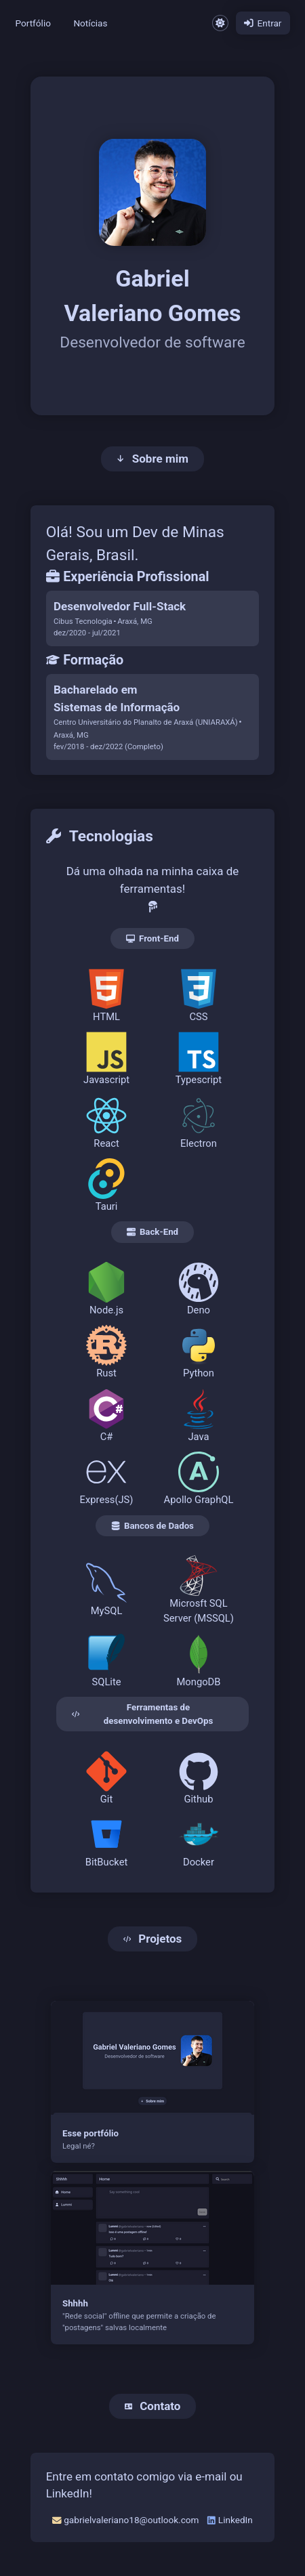 Portfólio Notícias Entrar
Gabriel
Valeriano Gomes
Desenvolvedor de software
Sobre mim
Olá! Sou um Dev de Minas
Gerais, Brasil.
Experiência Profissional
Desenvolvedor Full-Stack
Cibus Tecnologia • Araxá, MG
dez/2020 - jul/2021
Formação
Bacharelado em
Sistemas de Informação
Centro Universitário do Planalto de Araxá (UNIARAXÁ) •
Araxá, MG
fev/2018 - dez/2022 (Completo)
Tecnologias
Dá uma olhada na minha caixa de
ferramentas!
Front-End
HTML CSS
Javascript Typescript
React Electron
Tauri
Back-End
Node.js Deno
Rust Python
C# Java
Express(JS) Apollo GraphQL
Bancos de Dados
MySQL
Microsft SQL
Server (MSSQL)
SQLite MongoDB
Ferramentas de
desenvolvimento e DevOps
Git Github
BitBucket Docker
Projetos
Gabriel Valeriano Gomes
Desenvolvedor de software
Sobre mim
Esse portfólio
Legal né?
Shhhh
"Rede social" offline que permite a criação de
"postagens" salvas localmente
Contato
Entre em contato comigo via e-mail ou
LinkedIn!
gabrielvaleriano18@outlook.com LinkedIn